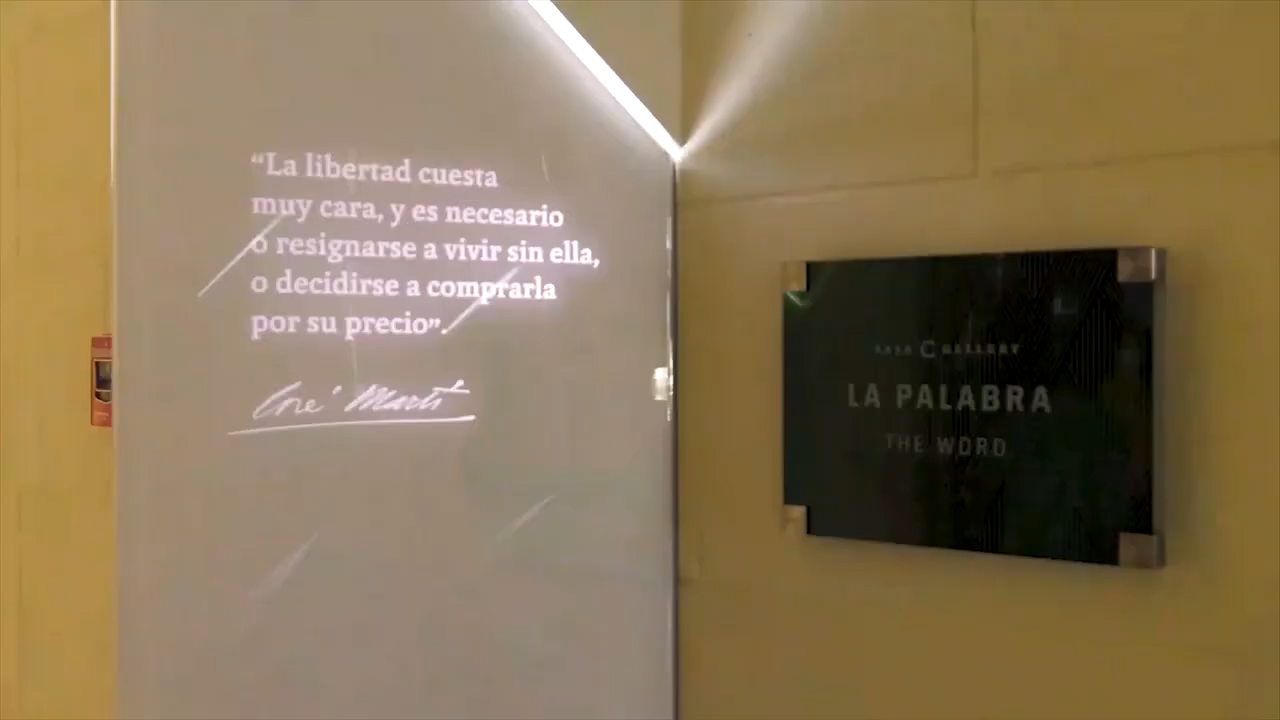 “La libertad cuesta
muy cara, y es necesario
o resignarse a vivir sin ella,
o decidirse a comprarla
por su precio”.
José Martí
C GALLERY
LA PALABRA
THE WORD